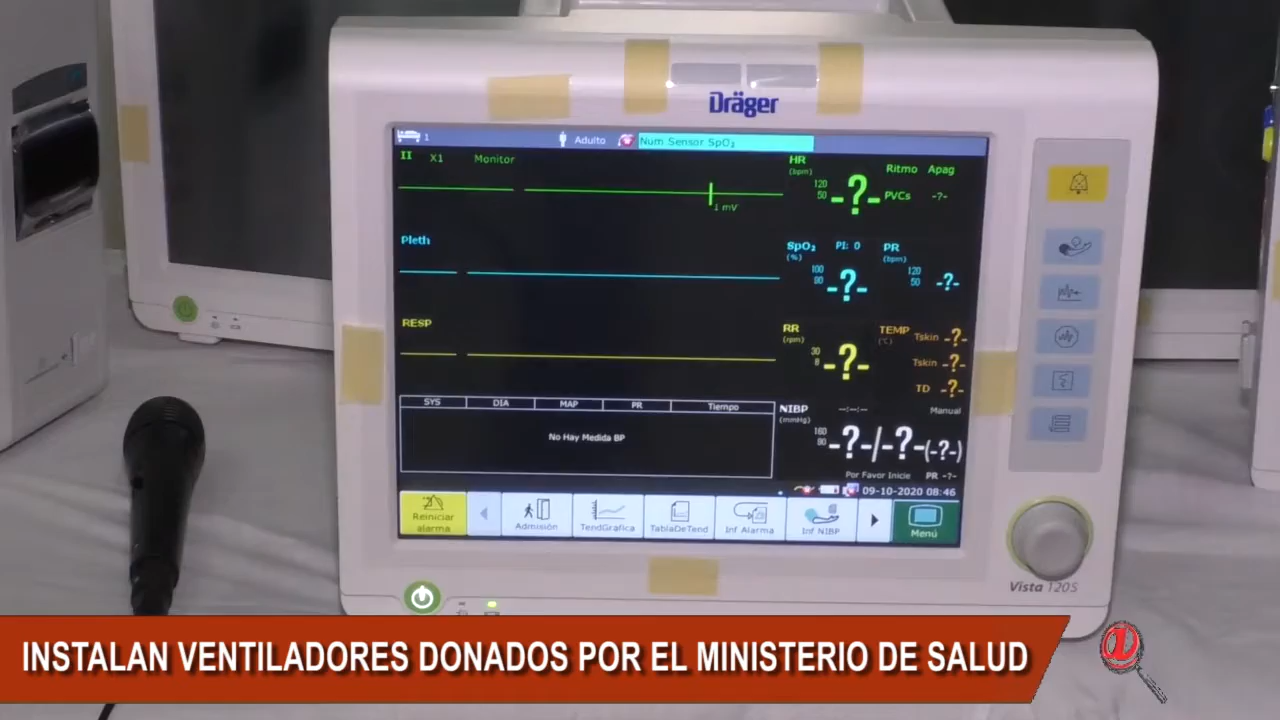 Dräger
1
Adulto
Num Sensor SpO₂
II X1 Monitor
1 mV
HR
(bpm)
120
50
-?-
Ritmo Apag
PVCs -?-
Pleth
SpO₂ PI: 0
(%)
100
90
-?-
PR
(bpm)
120
50
-?-
RESP
RR
(rpm)
30
8
-?-
TEMP
(°C)
Tskin -?-
Tskin -?-
TD -?-
SYS DIA MAP PR Tiempo
No Hay Medida BP
NIBP
(mmHg)
--:--:--
Manual
160
90
-?-/-?-(-?-)
Por Favor Inicie PR -?-
09-10-2020 08:46
Reiniciar
alarma
Admisión
TendGrafica
TablaDeTend
Inf Alarma
Inf NIBP
Menú
Vista 120S
INSTALAN VENTILADORES DONADOS POR EL MINISTERIO DE SALUD